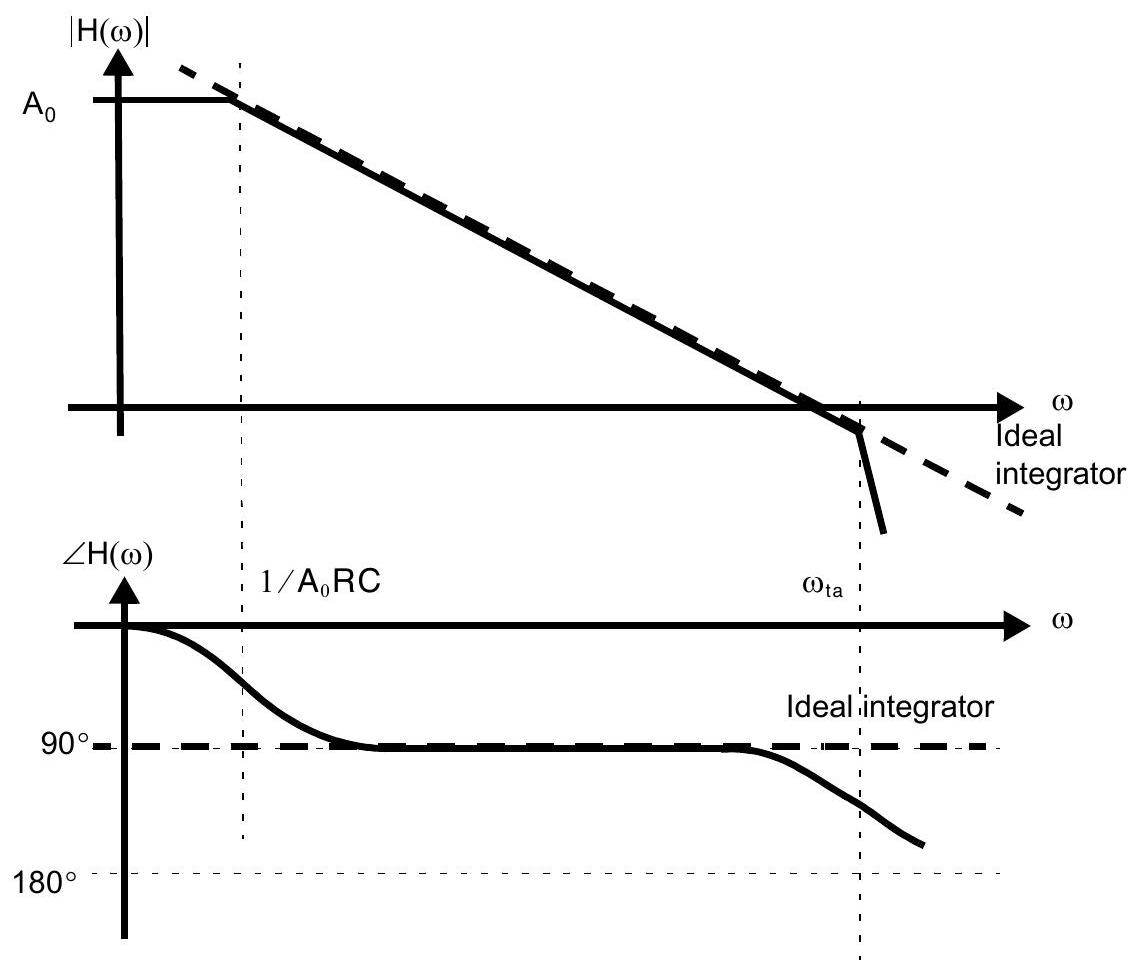 |H(ω)|
A₀
ω
Ideal
integrator
∠H(ω)
1/A₀RC
ωta
ω
Ideal integrator
90°
180°